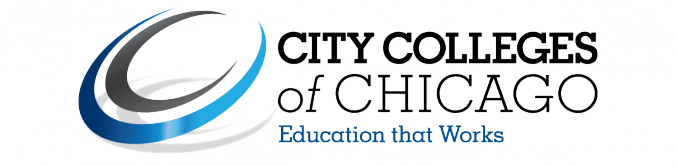 CITY COLLEGES
of CHICAGO
Education that Works